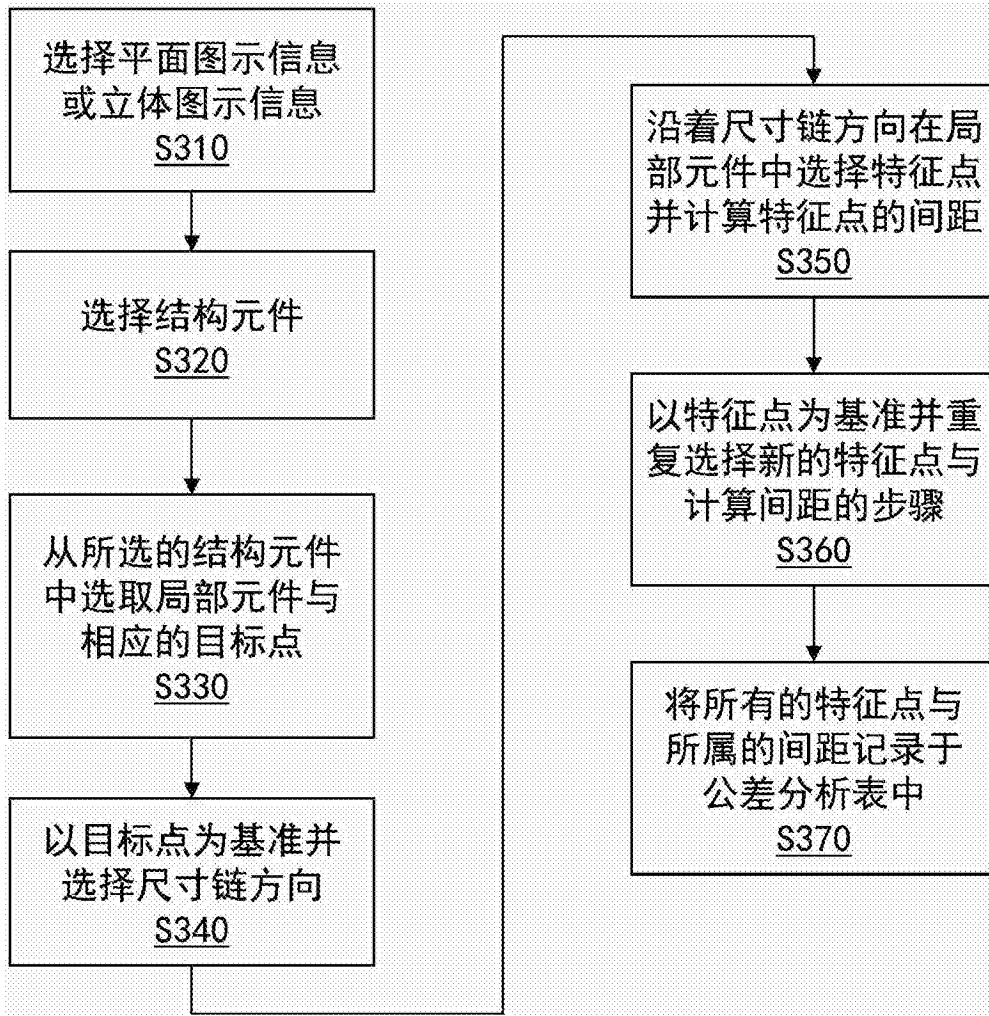 选择平面图示信息
或立体图示信息
S310
选择结构元件
S320
从所选的结构元件
中选取局部元件与
相应的目标点
S330
以目标点为基准并
选择尺寸链方向
S340
沿着尺寸链方向在局
部元件中选择特征点
并计算特征点的间距
S350
以特征点为基准并重
复选择新的特征点与
计算间距的步骤
S360
将所有的特征点与
所属的间距记录于
公差分析表中
S370